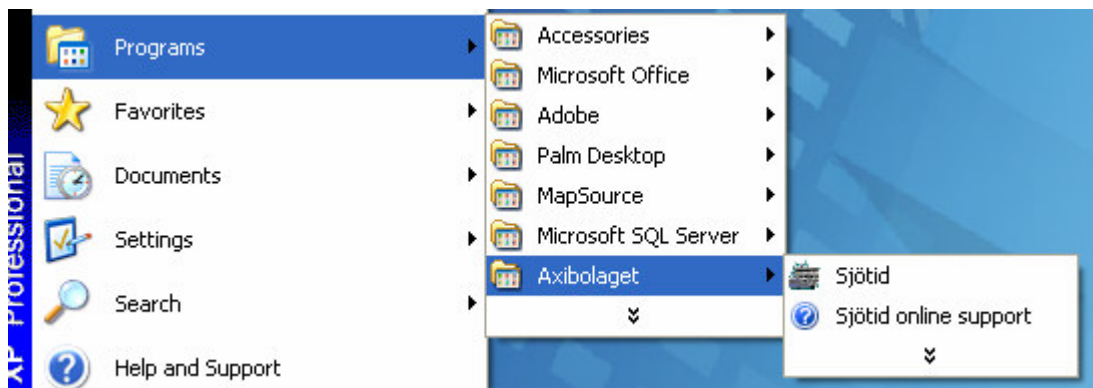 XP Professional
Programs
Favorites
Documents
Settings
Search
Help and Support
Accessories
Microsoft Office
Adobe
Palm Desktop
MapSource
Microsoft SQL Server
Axibolaget
Sjötid
Sjötid online support